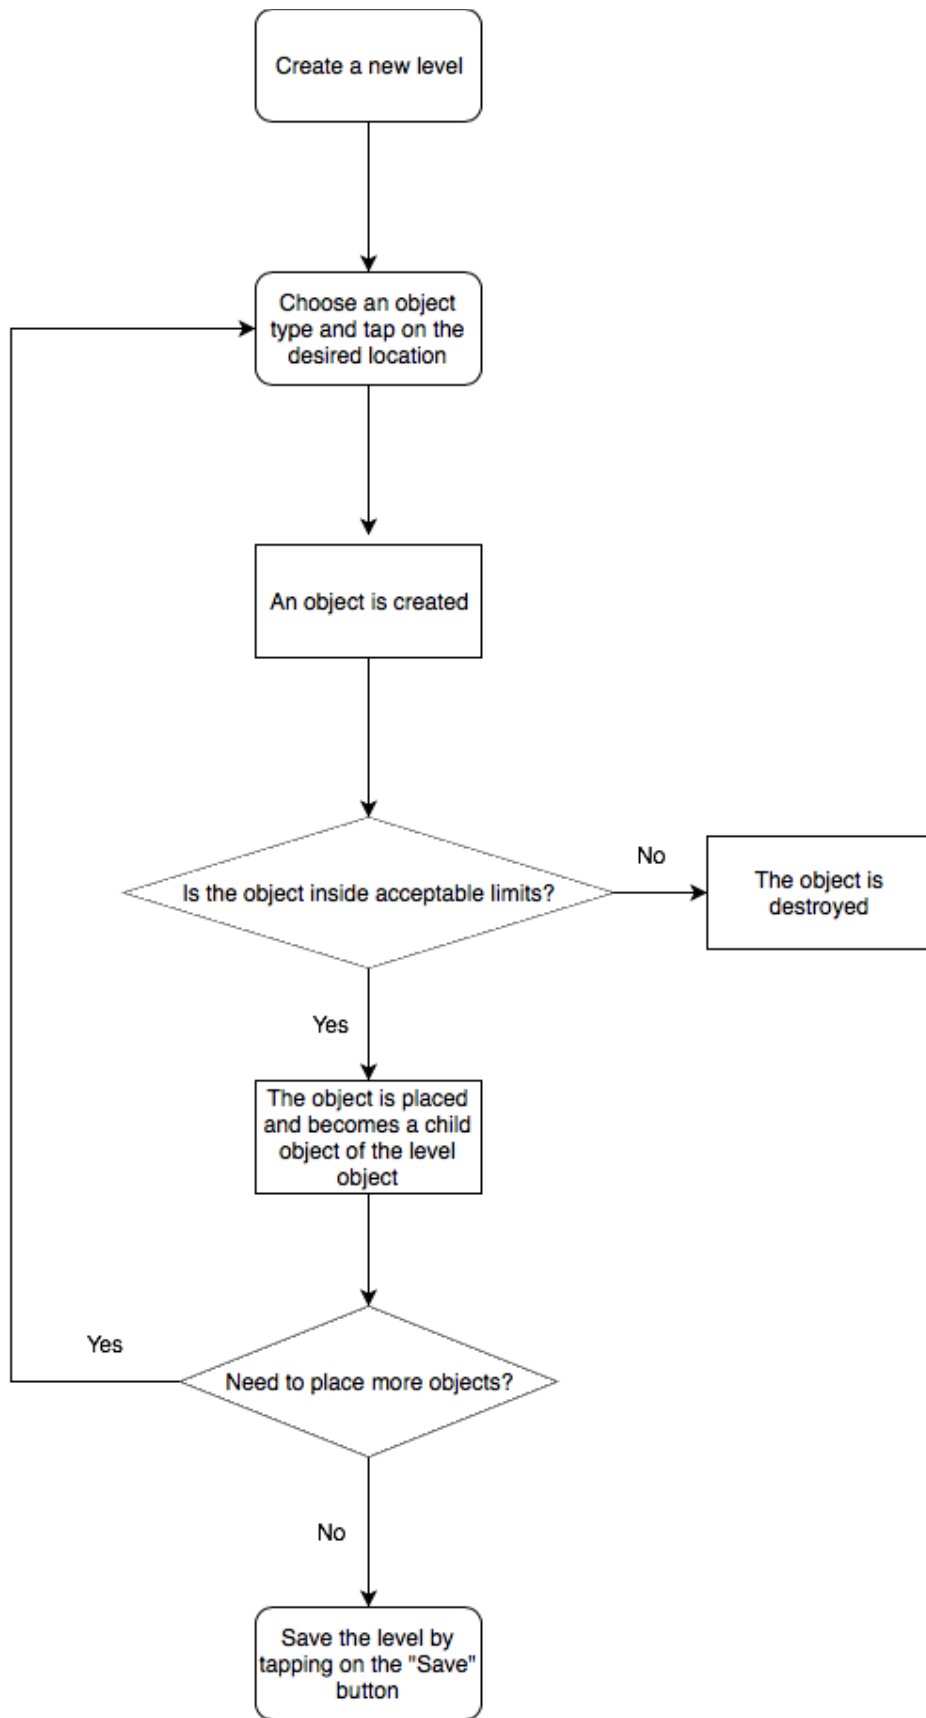 Create a new level
Choose an object
type and tap on the
desired location
An object is created
Is the object inside acceptable limits?
No
The object is
destroyed
Yes
The object is placed
and becomes a child
object of the level
object
Yes
Need to place more objects?
No
Save the level by
tapping on the "Save"
button